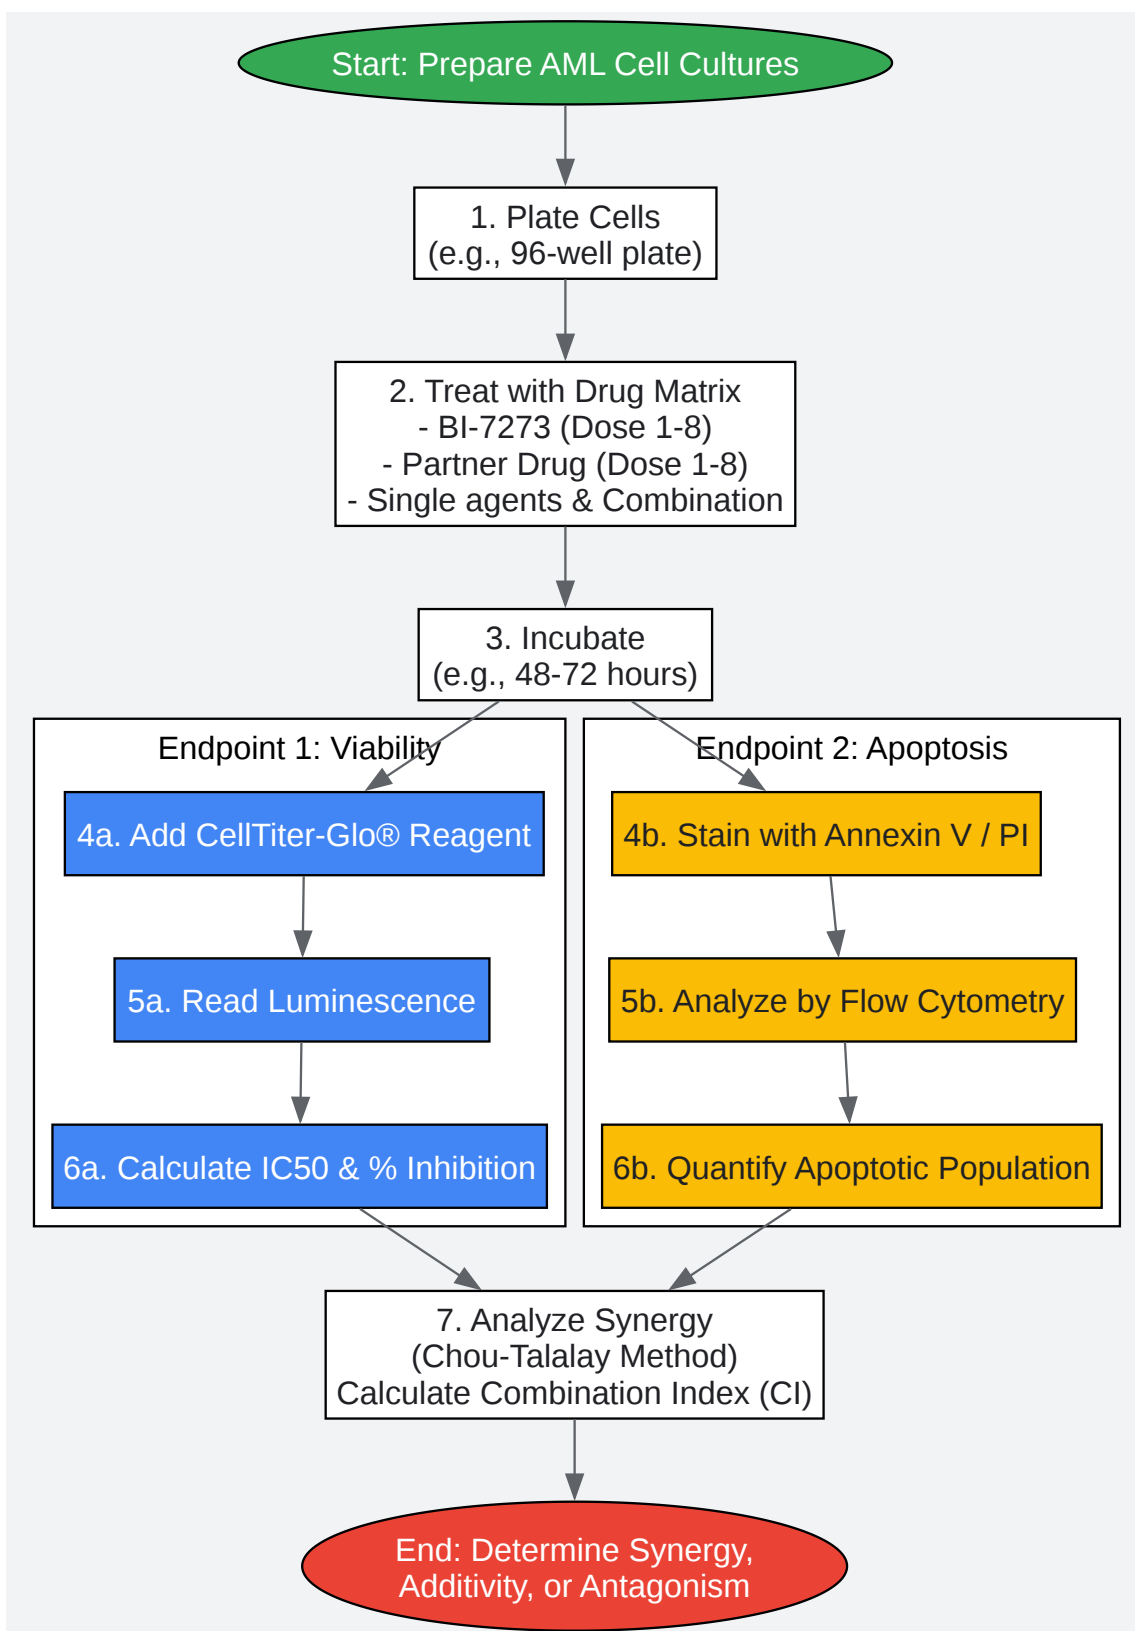 Start: Prepare AML Cell Cultures
1. Plate Cells
(e.g., 96-well plate)
2. Treat with Drug Matrix
- BI-7273 (Dose 1-8)
- Partner Drug (Dose 1-8)
- Single agents & Combination
3. Incubate
(e.g., 48-72 hours)
Endpoint 1: Viability
4a. Add CellTiter-Glo® Reagent
5a. Read Luminescence
6a. Calculate IC50 & % Inhibition
Endpoint 2: Apoptosis
4b. Stain with Annexin V / PI
5b. Analyze by Flow Cytometry
6b. Quantify Apoptotic Population
7. Analyze Synergy
(Chou-Talalay Method)
Calculate Combination Index (CI)
End: Determine Synergy,
Additivity, or Antagonism